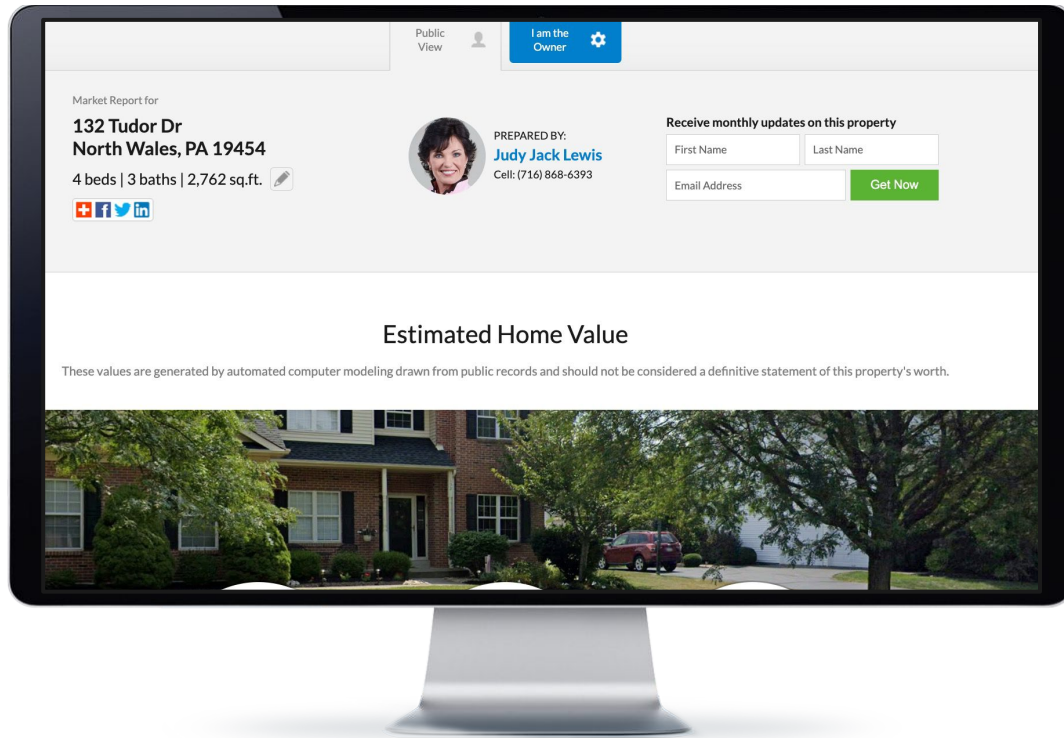 Public
View
I am the
Owner
Market Report for
132 Tudor Dr
North Wales, PA 19454
4 beds | 3 baths | 2,762 sq.ft.
PREPARED BY:
Judy Jack Lewis
Cell: (716) 868-6393
Receive monthly updates on this property
First Name
Last Name
Email Address
Get Now
Estimated Home Value
These values are generated by automated computer modeling drawn from public records and should not be considered a definitive statement of this property's worth.